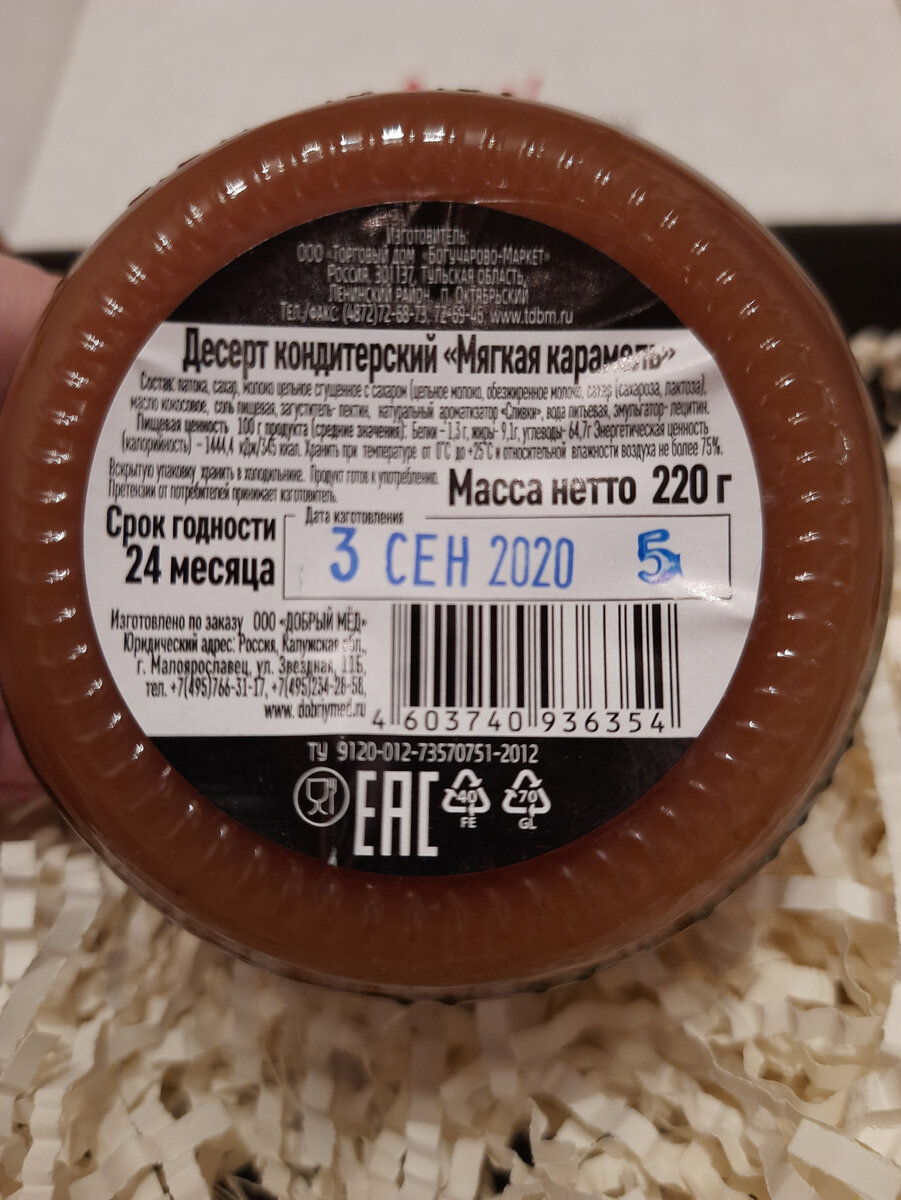 Изготовитель:
ООО «Торговый дом «Богучарово-Маркет»
Россия, 301137, Тульская область,
Ленинский район, п. Октябрьский
Тел./факс: (4872)72-68-73, 72-69-46, www.tdbm.ru
Десерт кондитерский «Мягкая карамель»
Состав: патока, сахар, молоко цельное сгущенное с сахаром (цельное молоко, обезжиренное молоко, сахар (сахароза, лактоза),
масло кокосовое, соль пищевая, загуститель- пектин, натуральный ароматизатор «Сливки», вода питьевая, эмульгатор- лецитин.
Пищевая ценность 100 г продукта (средние значения): Белки - 1,3 г, жиры- 9,1г, углеводы- 64,7г Энергетическая ценность
(калорийность) - 1444,4 кДж/345 ккал. Хранить при температуре от 0°С до +25°С и относительной влажности воздуха не более 75%.
Вскрытую упаковку хранить в холодильнике. Продукт готов к употреблению.
Претензии от потребителей принимает изготовитель.
Масса нетто 220 г
Срок годности
24 месяца
Дата изготовления
3 СЕН 2020 5
Изготовлено по заказу ООО «ДОБРЫЙ МЁД»
Юридический адрес: Россия, Калужская обл.,
г. Малоярославец, ул. Звездная, 11Б,
тел. +7(495)766-31-17, +7(495)234-28-58,
www. dobriymed.ru
4 603740 936354
ТУ 9120-012-73570751-2012
EAC
40
FE
70
GL